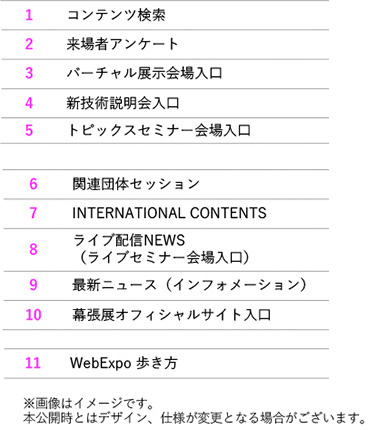 1 コンテンツ検索
2 来場者アンケート
3 バーチャル展示会場入口
4 新技術説明会入口
5 トピックスセミナー会場入口
6 関連団体セッション
7 INTERNATIONAL CONTENTS
8 ライブ配信NEWS
（ライブセミナー会場入口）
9 最新ニュース（インフォメーション）
10 幕張展オフィシャルサイト入口
11 WebExpo 歩き方
※画像はイメージです。
本公開時とはデザイン、仕様が変更となる場合がございます。